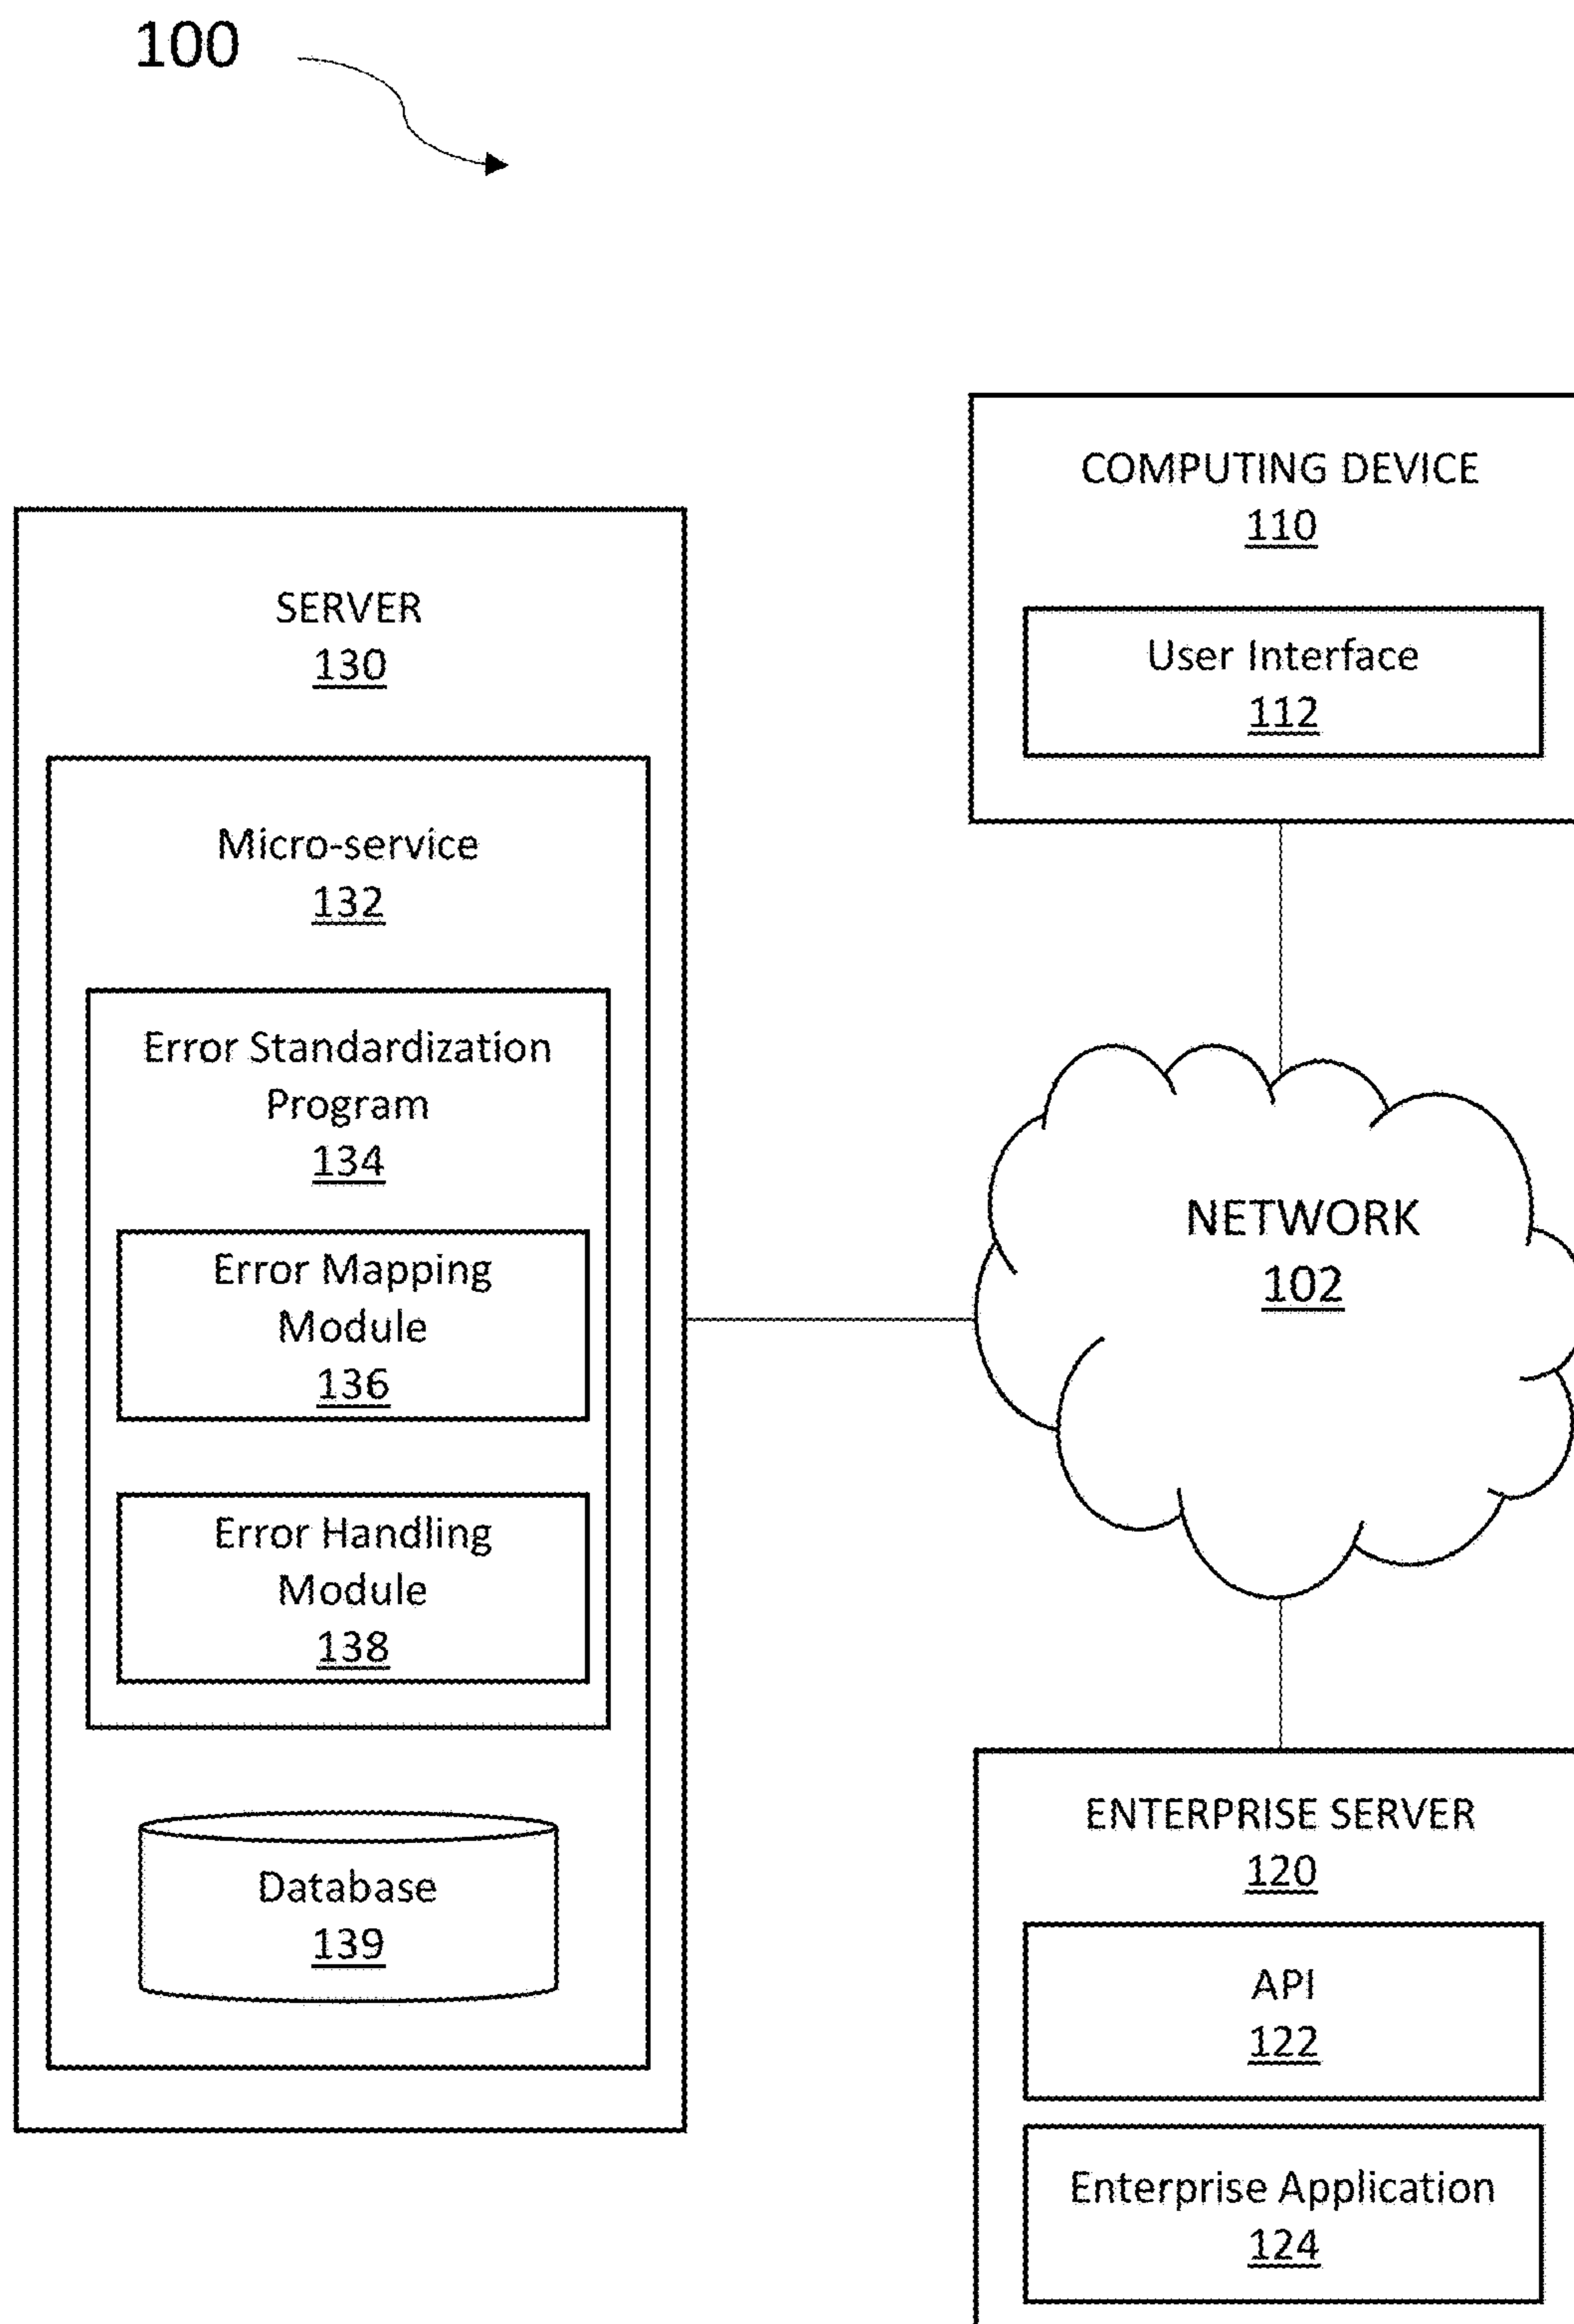 100
COMPUTING DEVICE
110
User Interface
112
SERVER
130
Micro-service
132
Error Standardization
Program
134
Error Mapping
Module
136
Error Handling
Module
138
Database
139
NETWORK
102
ENTERPRISE SERVER
120
API
122
Enterprise Application
124